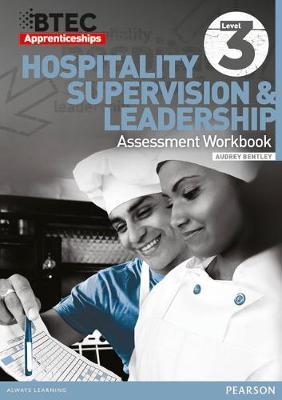 BTEC
Apprenticeships
Level
3
HOSPITALITY
SUPERVISION &
LEADERSHIP
Assessment Workbook
AUDREY BENTLEY
ALWAYS LEARNING
PEARSON